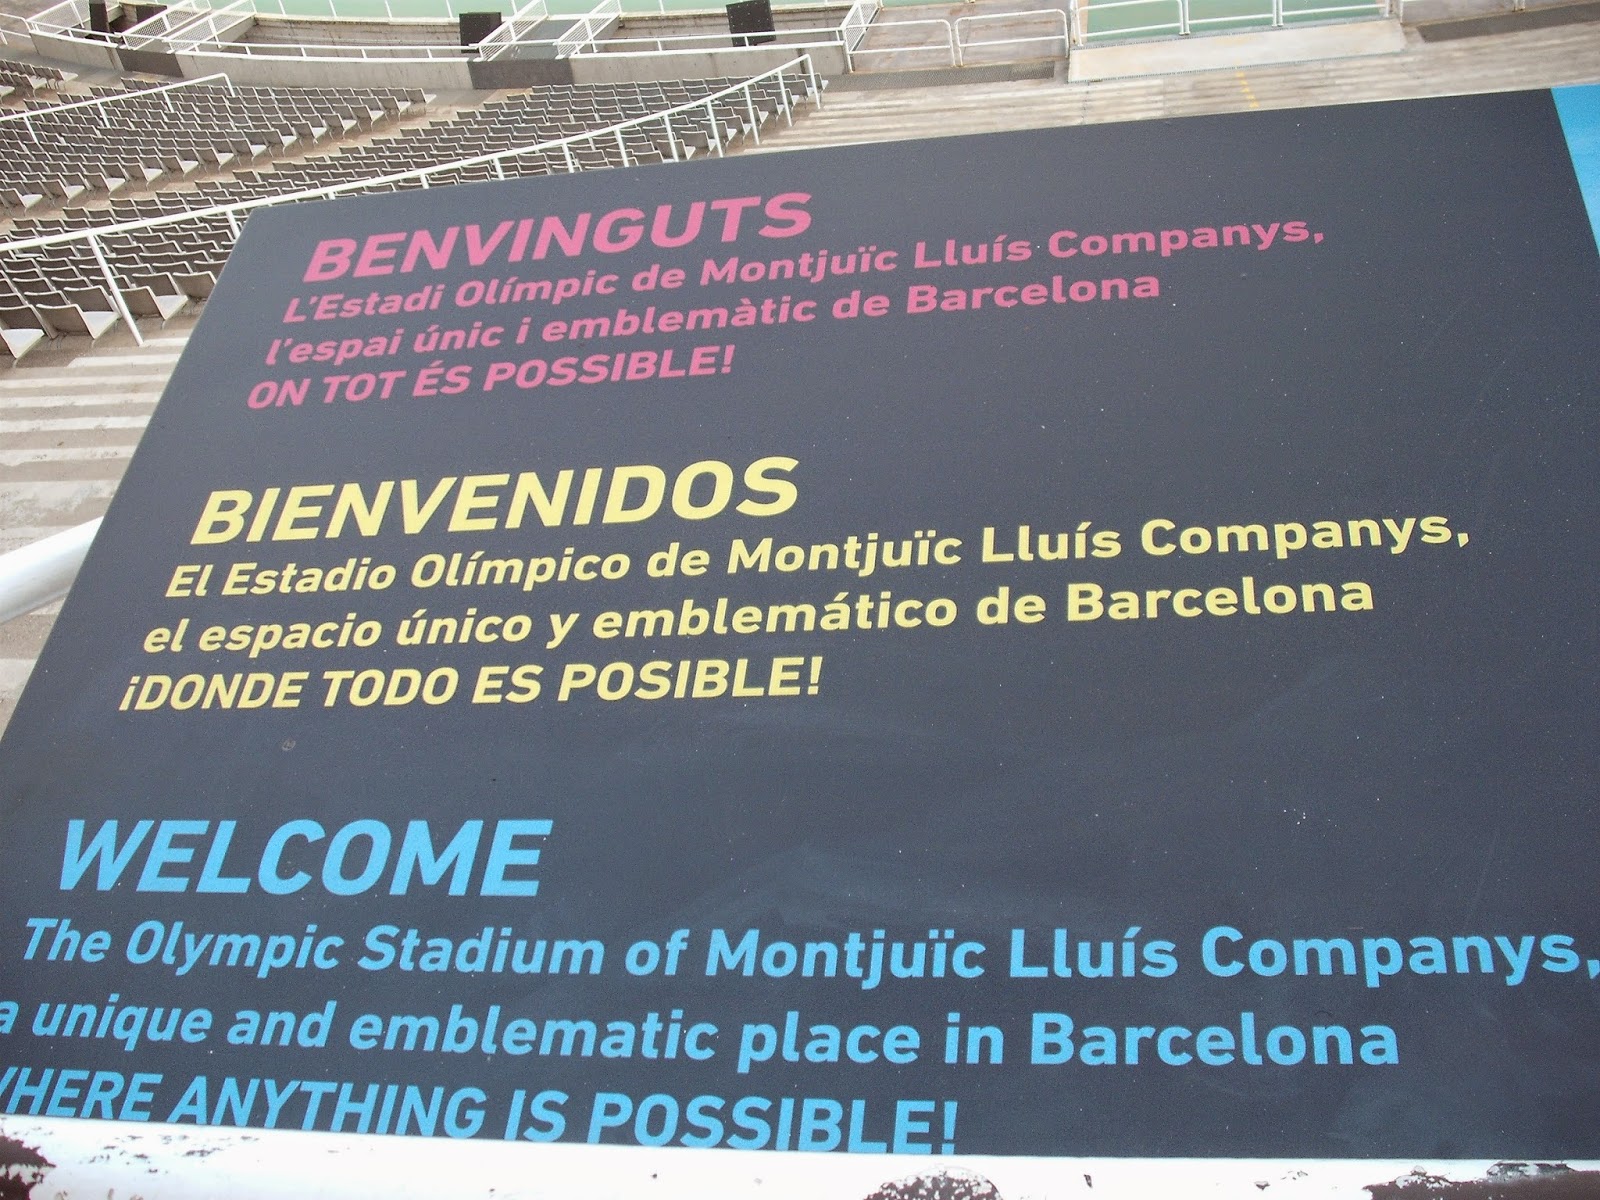 BENVINGUTS
L'Estadi Olímpic de Montjuïc Lluís Companys,
l'espai únic i emblemàtic de Barcelona
ON TOT ÉS POSSIBLE!
BIENVENIDOS
El Estadio Olímpico de Montjuïc Lluís Companys,
el espacio único y emblemático de Barcelona
¡DONDE TODO ES POSIBLE!
WELCOME
The Olympic Stadium of Montjuïc Lluís Companys,
a unique and emblematic place in Barcelona
WHERE ANYTHING IS POSSIBLE!